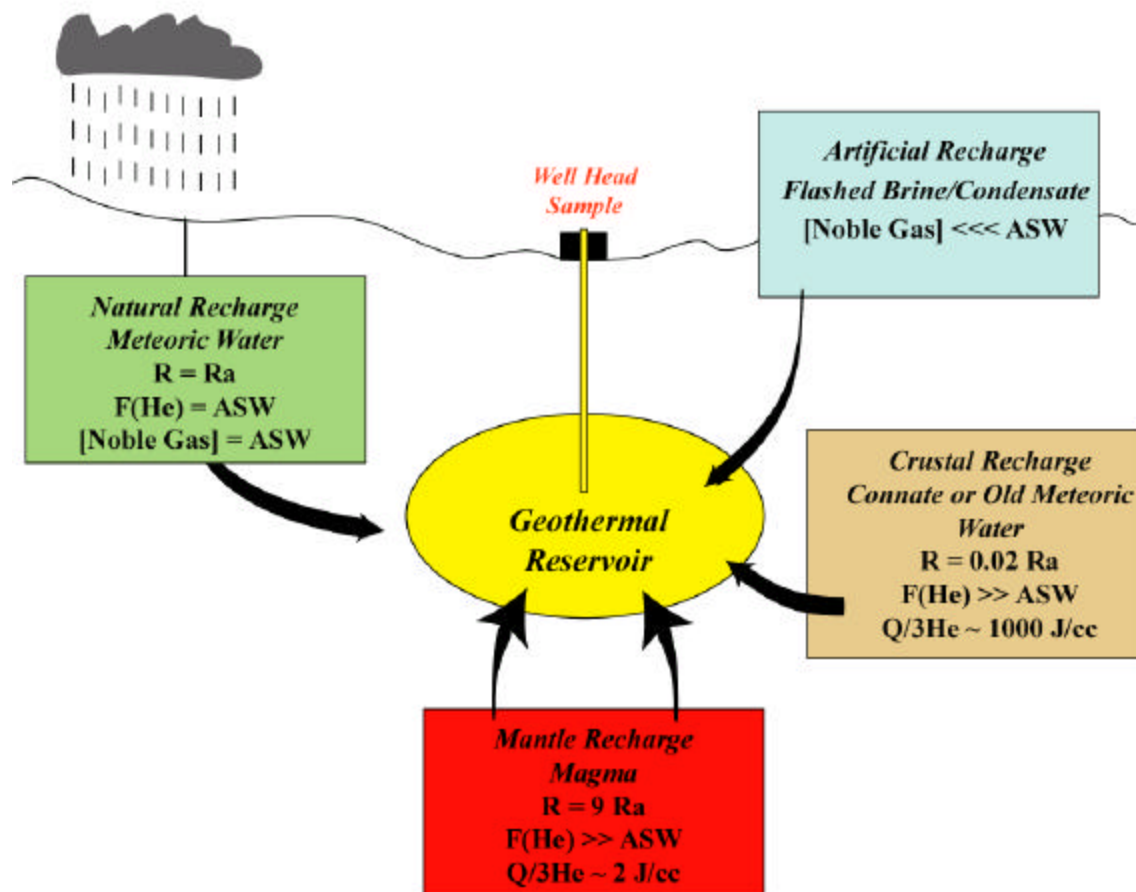 Well Head
Sample
Artificial Recharge
Flashed Brine/Condensate
[Noble Gas] <<< ASW
Natural Recharge
Meteoric Water
R = Ra
F(He) = ASW
[Noble Gas] = ASW
Geothermal
Reservoir
Crustal Recharge
Connate or Old Meteoric
Water
R = 0.02 Ra
F(He) >> ASW
Q/3He ~ 1000 J/cc
Mantle Recharge
Magma
R = 9 Ra
F(He) >> ASW
Q/3He ~ 2 J/cc